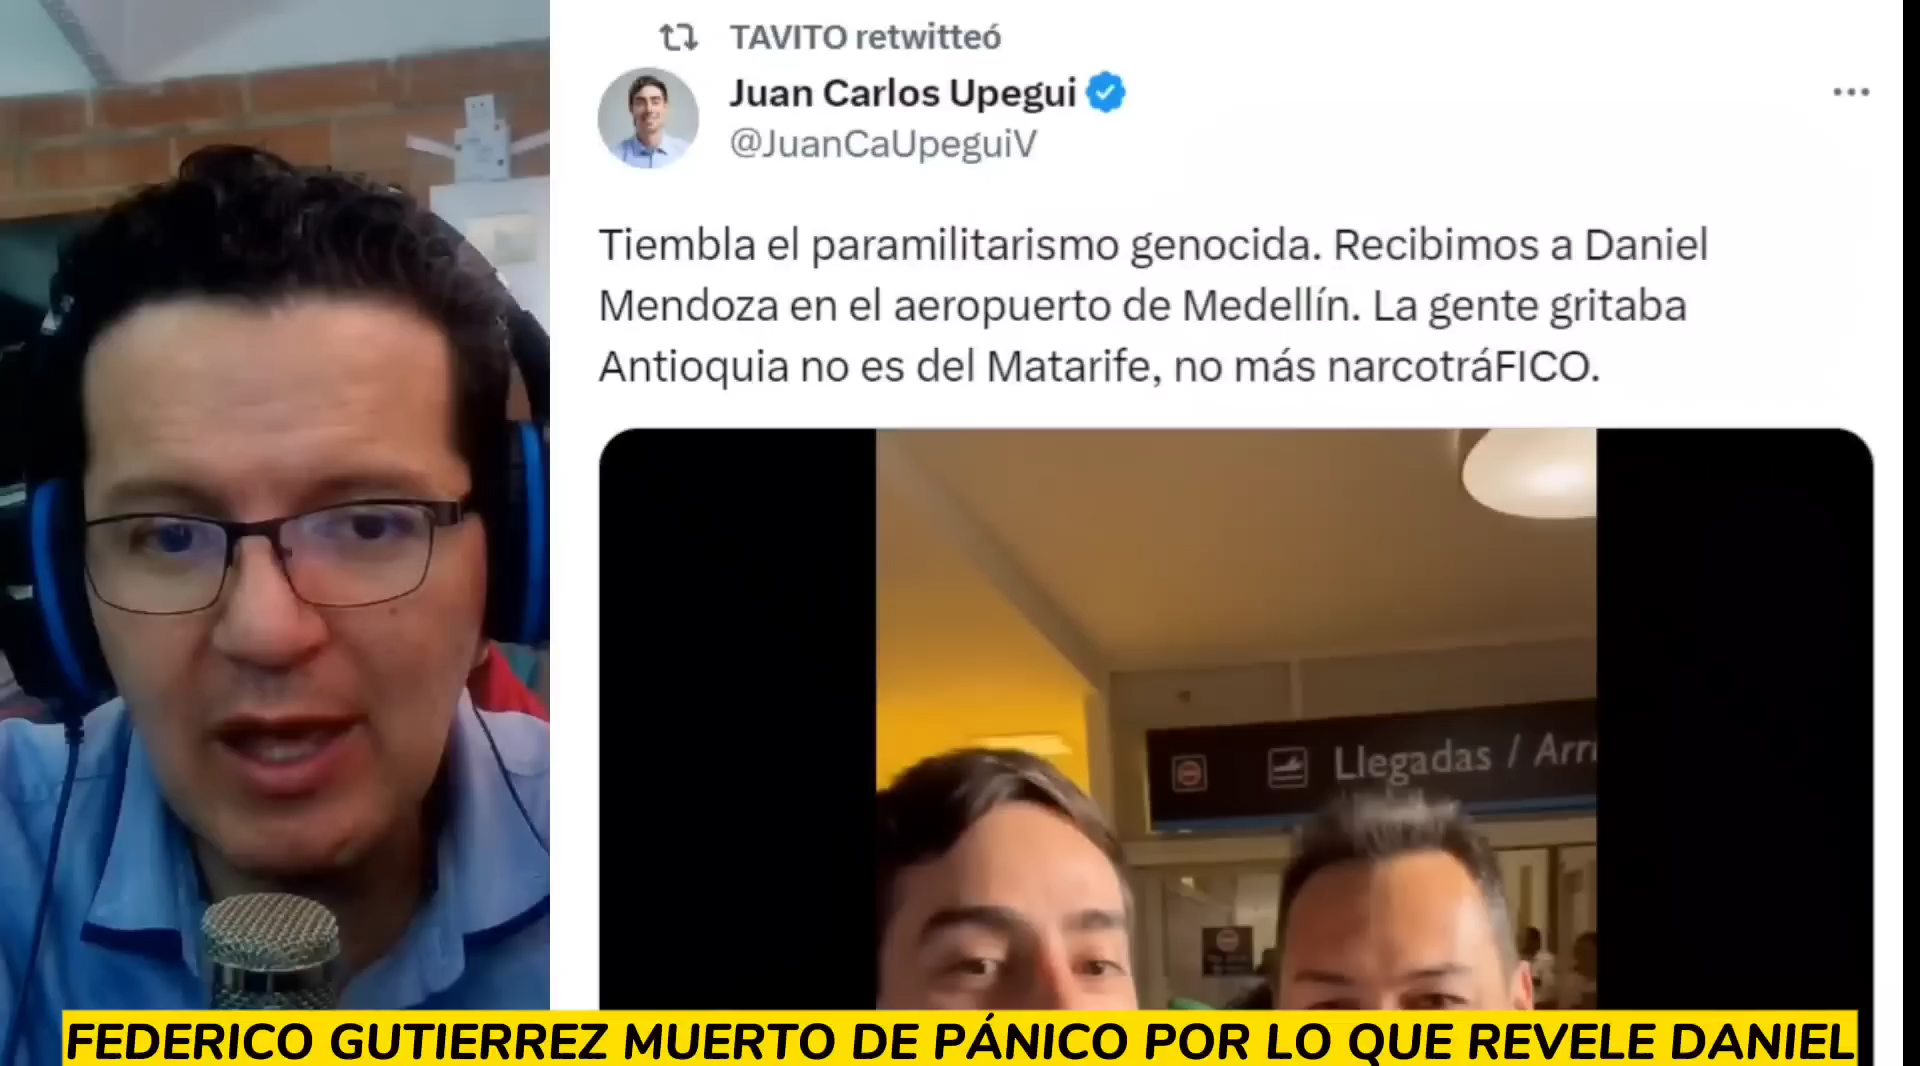 TAVITO retwitteó
Juan Carlos Upegui
@JuanCaUpeguiV
Tiembla el paramilitarismo genocida. Recibimos a Daniel
Mendoza en el aeropuerto de Medellín. La gente gritaba
Antioquia no es del Matarife, no más narcotráFICO.
Llegadas / Arri
FEDERICO GUTIERREZ MUERTO DE PÁNICO POR LO QUE REVELE DANIEL